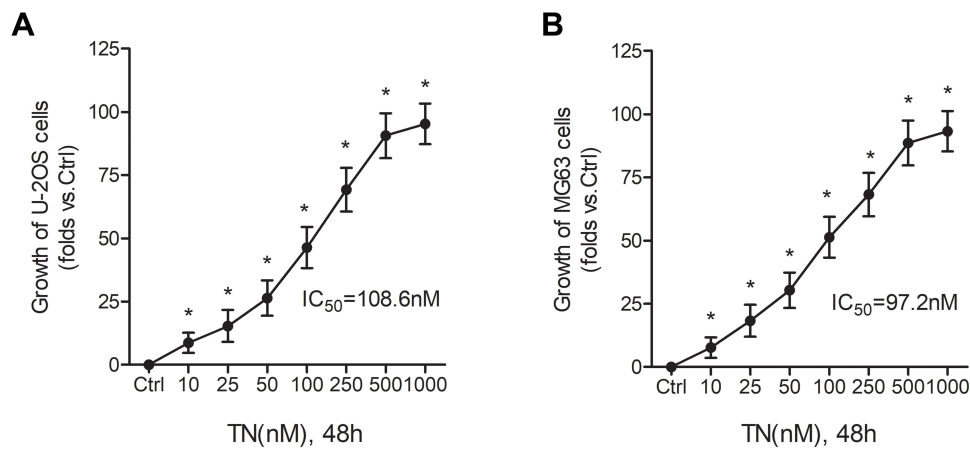 A
Growth of U-2OS cells
(folds vs.Ctrl)
125
100
75
50
25
0
* * * * * * *
IC50=108.6nM
Ctrl 10 25 50 100 250 500 1000
TN(nM), 48h
B
Growth of MG63 cells
(folds vs.Ctrl)
125
100
75
50
25
0
* * * * * * *
IC50=97.2nM
Ctrl 10 25 50 100 250 500 1000
TN(nM), 48h